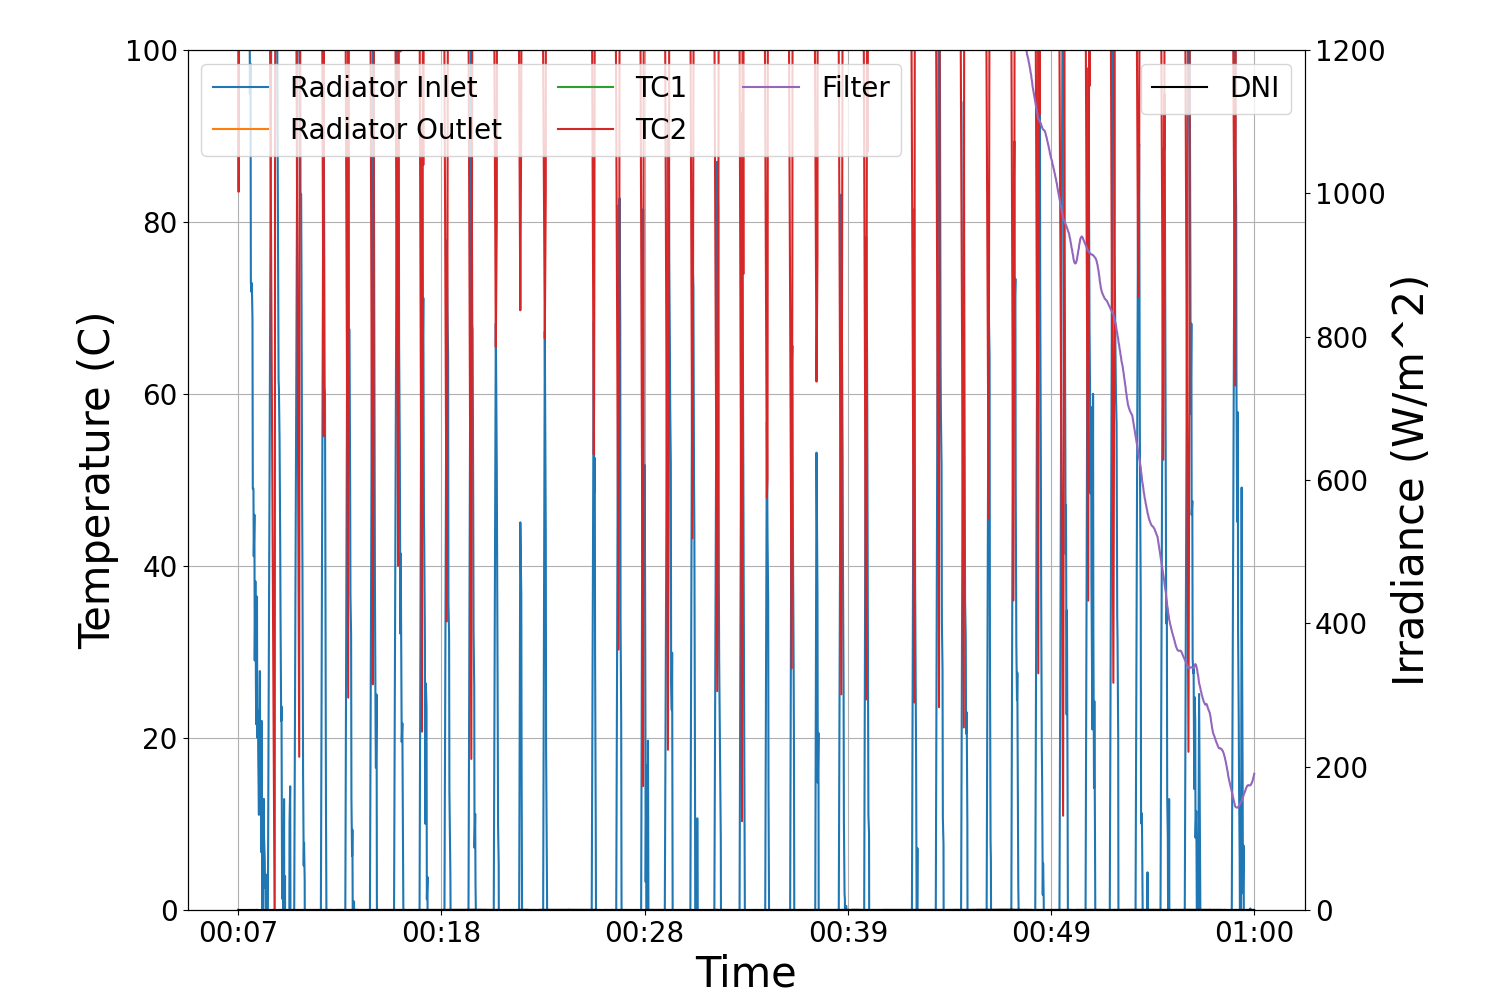 100
80
60
40
20
0
Temperature (C)
Radiator Inlet
Radiator Outlet
TC1
TC2
Filter
DNI
1200
1000
800
600
400
200
0
Irradiance (W/m^2)
00:07
00:18
00:28
00:39
00:49
01:00
Time